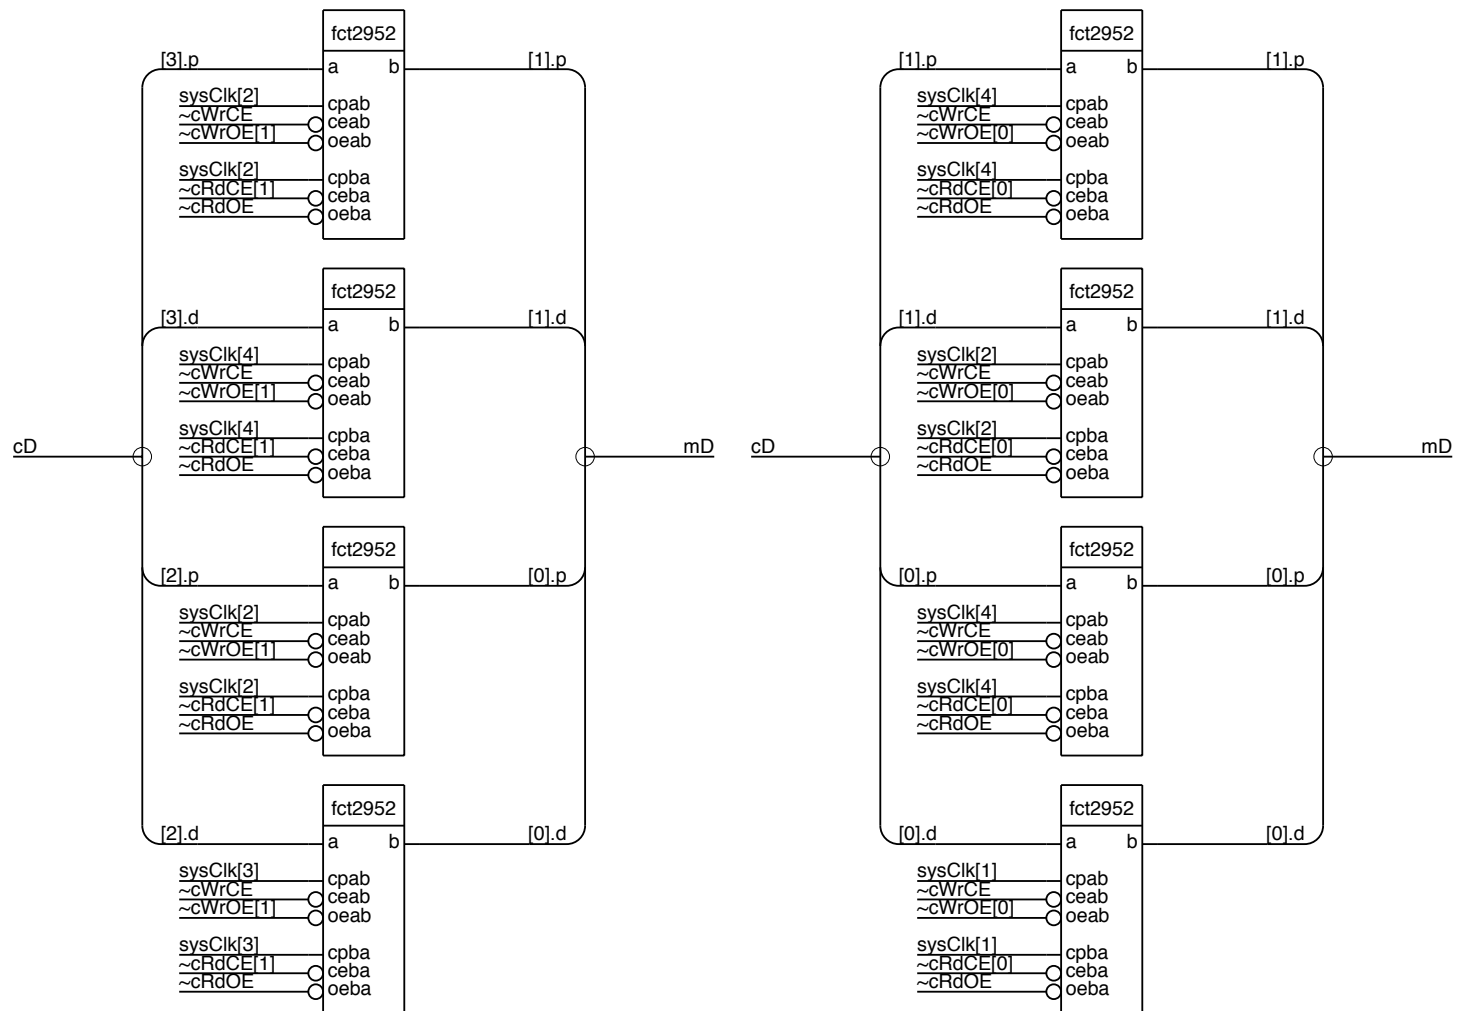 fct2952
[3].p a b [1].p
sysClk[2] cpab
~cWrCE ceab
~cWrOE[1] oeab
sysClk[2] cpba
~cRdCE[1] ceba
~cRdOE oeba
fct2952
[3].d a b [1].d
sysClk[4] cpab
~cWrCE ceab
~cWrOE[1] oeab
sysClk[4] cpba
cD ~cRdCE[1] ceba mD
~cRdOE oeba
fct2952
[2].p a b [0].p
sysClk[2] cpab
~cWrCE ceab
~cWrOE[1] oeab
sysClk[2] cpba
~cRdCE[1] ceba
~cRdOE oeba
fct2952
[2].d a b [0].d
sysClk[3] cpab
~cWrCE ceab
~cWrOE[1] oeab
sysClk[3] cpba
~cRdCE[1] ceba
~cRdOE oeba
fct2952
[1].p a b [1].p
sysClk[4] cpab
~cWrCE ceab
~cWrOE[0] oeab
sysClk[4] cpba
~cRdCE[0] ceba
~cRdOE oeba
fct2952
[1].d a b [1].d
sysClk[2] cpab
~cWrCE ceab
~cWrOE[0] oeab
sysClk[2] cpba
cD ~cRdCE[0] ceba mD
~cRdOE oeba
fct2952
[0].p a b [0].p
sysClk[4] cpab
~cWrCE ceab
~cWrOE[0] oeab
sysClk[4] cpba
~cRdCE[0] ceba
~cRdOE oeba
fct2952
[0].d a b [0].d
sysClk[1] cpab
~cWrCE ceab
~cWrOE[0] oeab
sysClk[1] cpba
~cRdCE[0] ceba
~cRdOE oeba